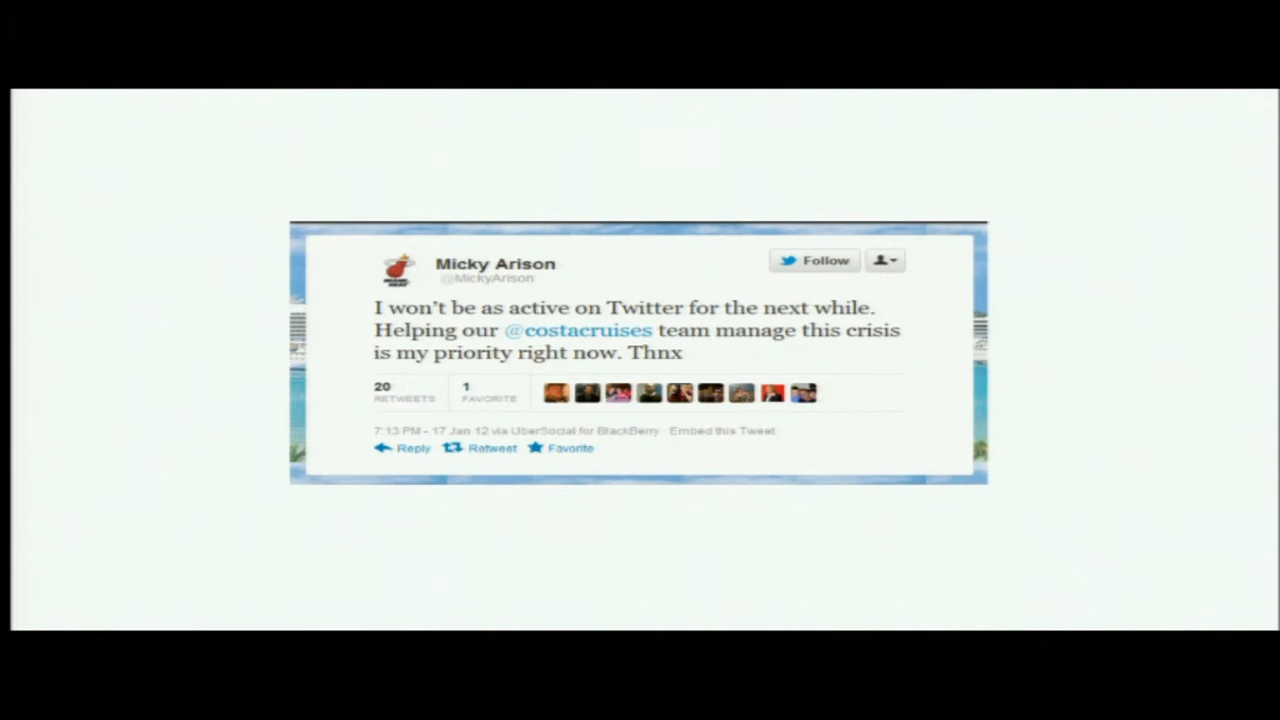 Micky Arison
@MickyArison
Follow
I won't be as active on Twitter for the next while.
Helping our @costacruises team manage this crisis
is my priority right now. Thnx
20
RETWEETS
1
FAVORITE
7:13 PM - 17 Jan 12 via UberSocial for BlackBerry · Embed this Tweet
Reply Retweet Favorite